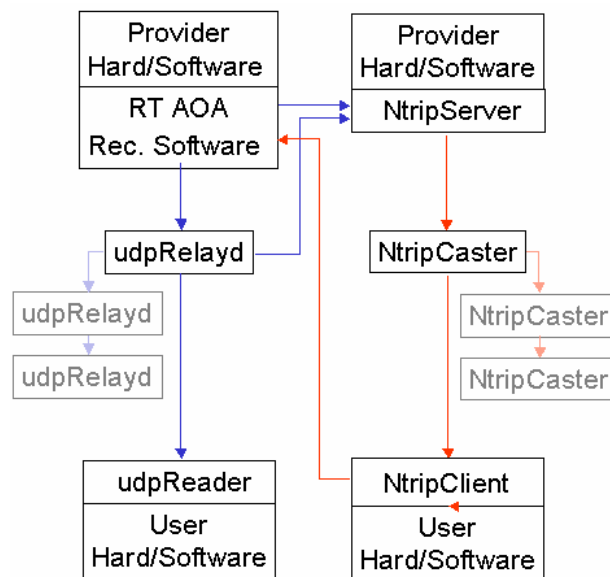 Provider
Hard/Software
RT AOA
Rec. Software
Provider
Hard/Software
NtripServer
udpRelayd
NtripCaster
udpRelayd
udpRelayd
NtripCaster
NtripCaster
udpReader
User
Hard/Software
NtripClient
User
Hard/Software